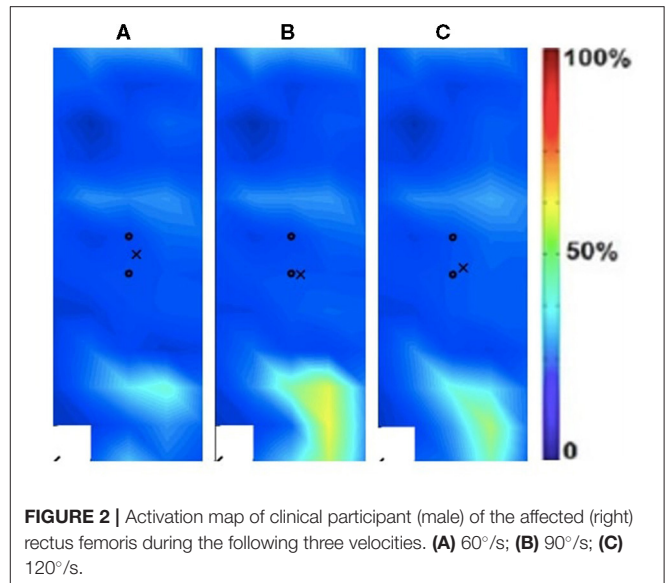 A B C
100%
50%
0
FIGURE 2 | Activation map of clinical participant (male) of the affected (right)
rectus femoris during the following three velocities. (A) 60°/s; (B) 90°/s; (C)
120°/s.